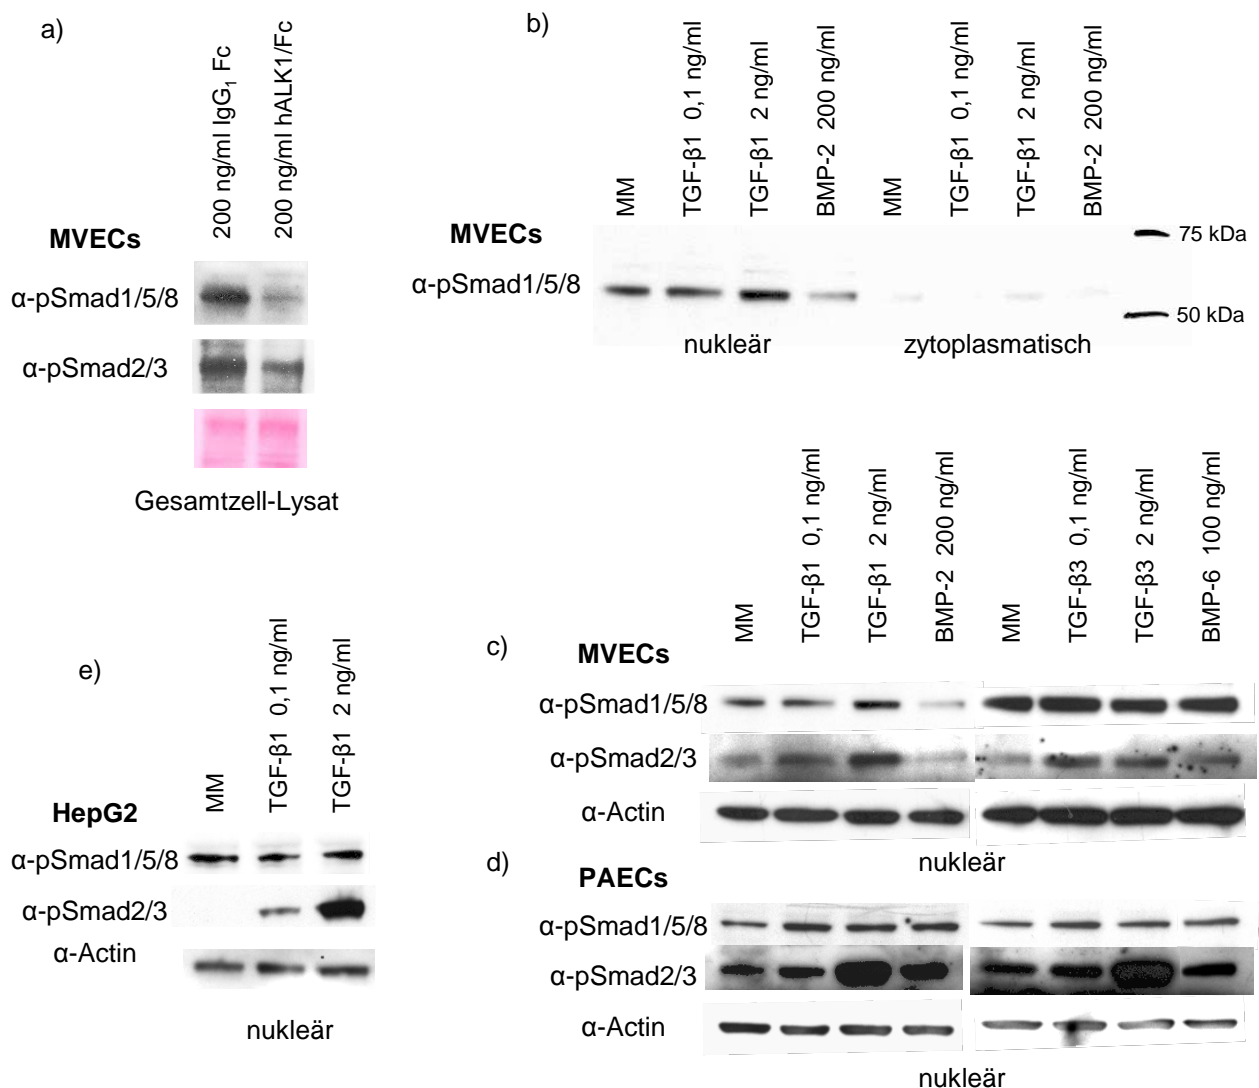 a)
200 ng/ml IgG₁ Fc
200 ng/ml hALK1/Fc
MVECs
α-pSmad1/5/8
α-pSmad2/3
Gesamtzell-Lysat
b)
MM
TGF-β1 0,1 ng/ml
TGF-β1 2 ng/ml
BMP-2 200 ng/ml
MM
TGF-β1 0,1 ng/ml
TGF-β1 2 ng/ml
BMP-2 200 ng/ml
MVECs
75 kDa
α-pSmad1/5/8
50 kDa
nukleär
zytoplasmatisch
c)
MM
TGF-β1 0,1 ng/ml
TGF-β1 2 ng/ml
BMP-2 200 ng/ml
MM
TGF-β3 0,1 ng/ml
TGF-β3 2 ng/ml
BMP-6 100 ng/ml
MVECs
α-pSmad1/5/8
α-pSmad2/3
α-Actin
nukleär
d)
PAECs
α-pSmad1/5/8
α-pSmad2/3
α-Actin
nukleär
e)
MM
TGF-β1 0,1 ng/ml
TGF-β1 2 ng/ml
HepG2
α-pSmad1/5/8
α-pSmad2/3
α-Actin
nukleär